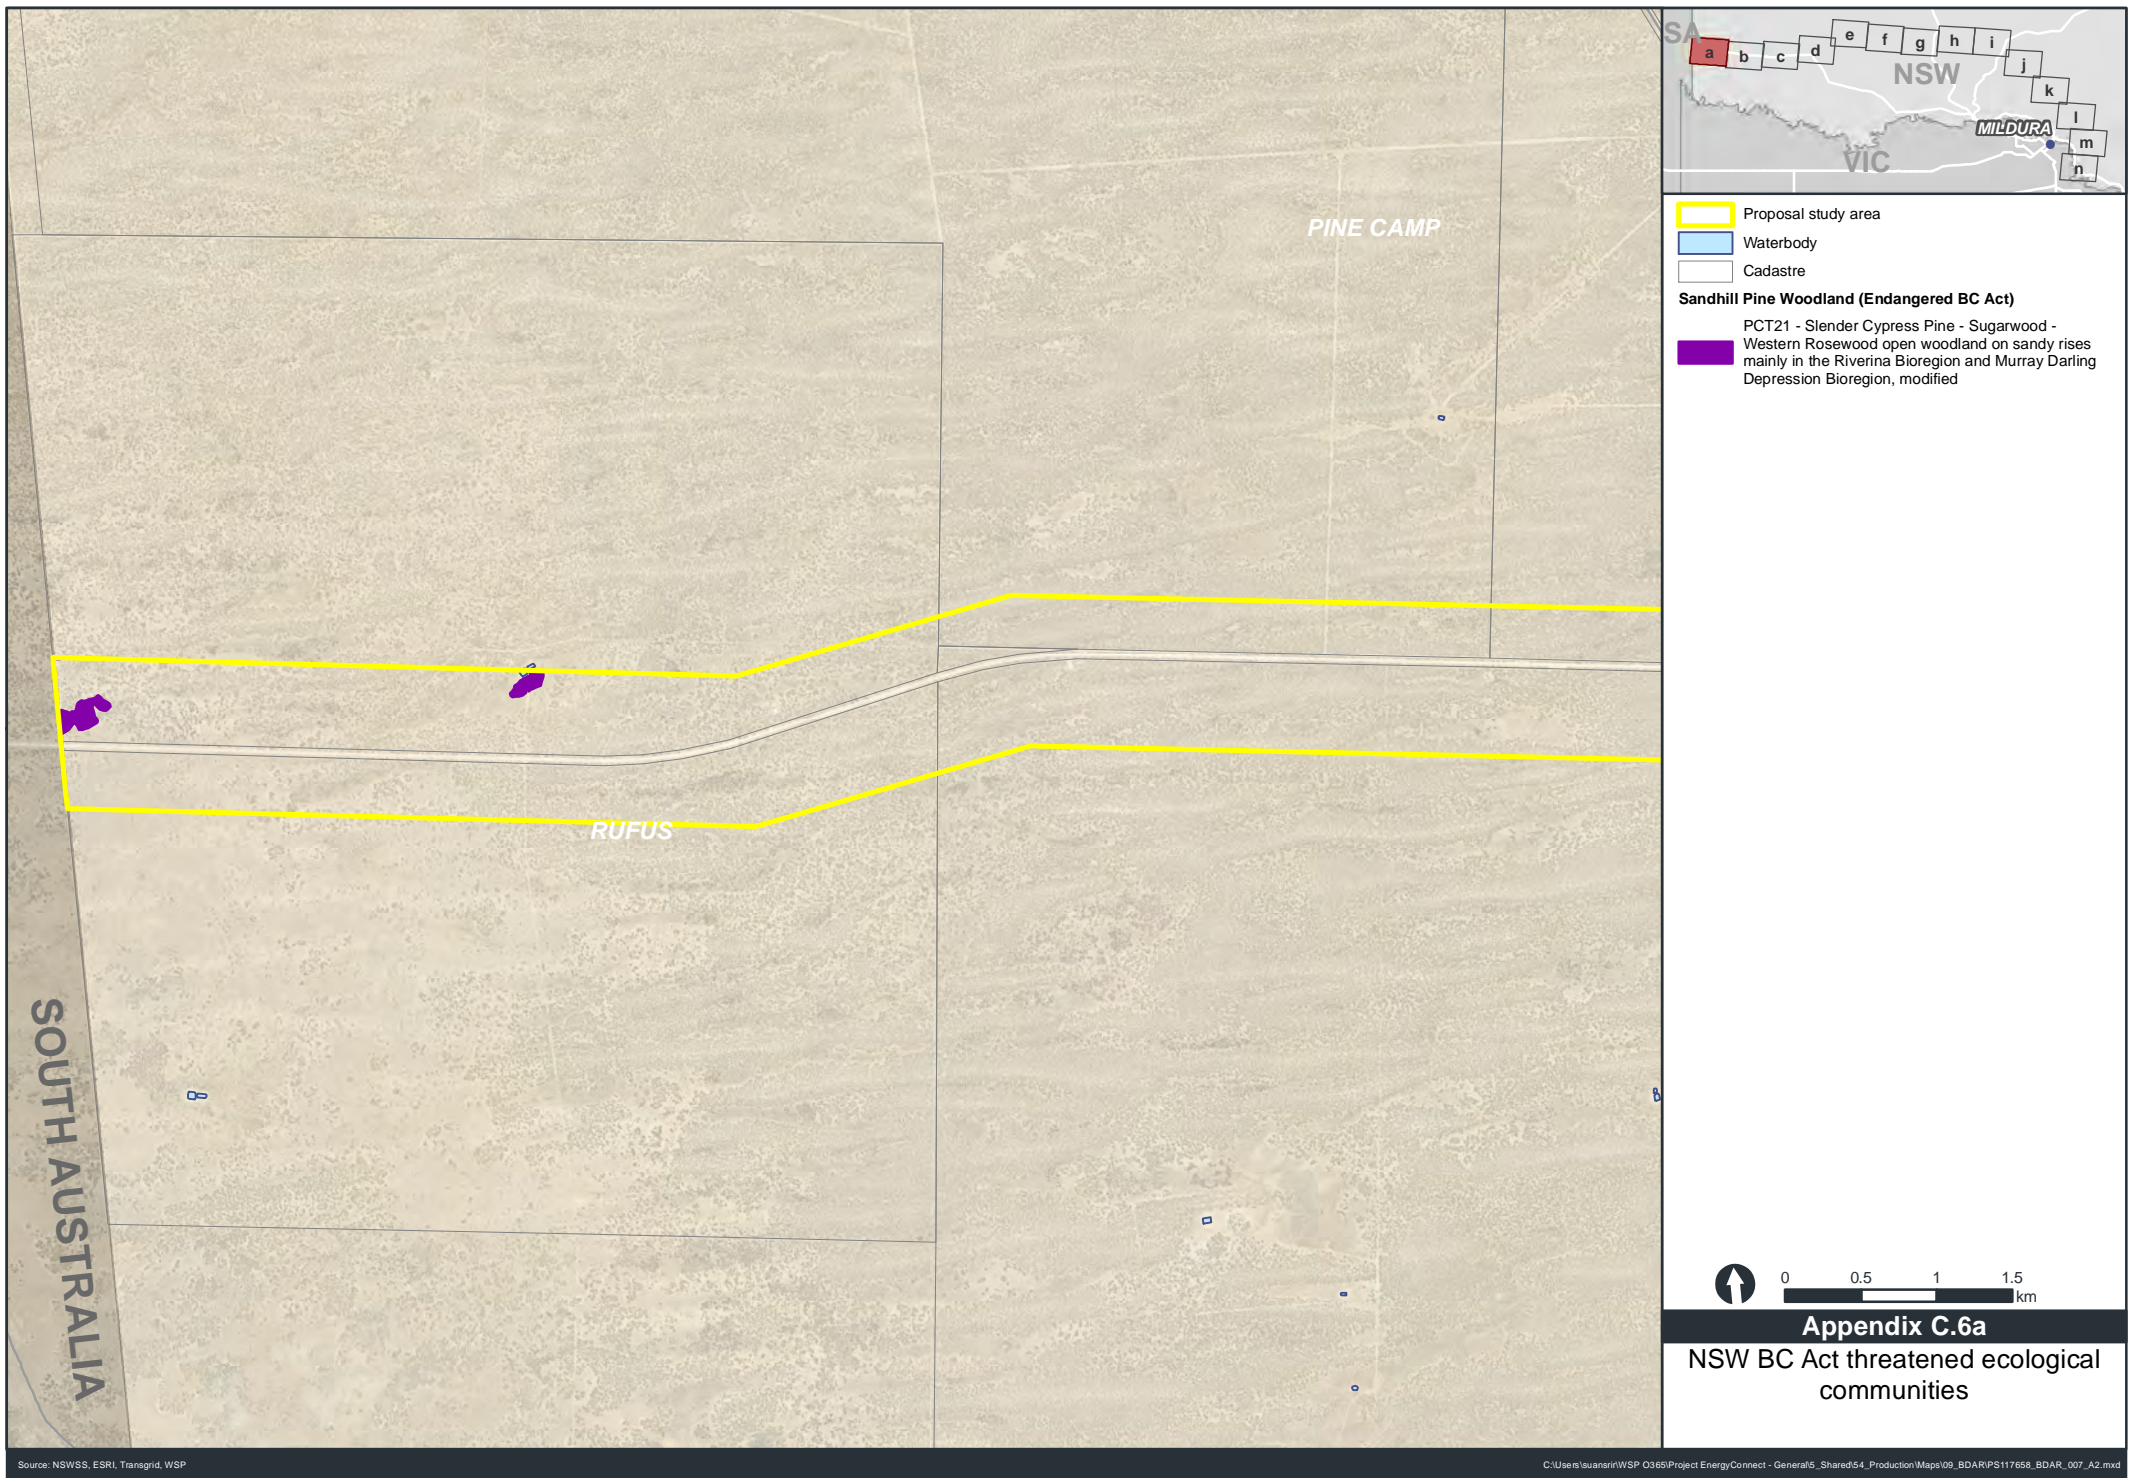 SA
a
b
c
d
e
f
g
h
i
j
k
l
m
n
NSW
MILDURA
VIC
PINE CAMP
RUFUS
SOUTH AUSTRALIA
Proposal study area
Waterbody
Cadastre
Sandhill Pine Woodland (Endangered BC Act)
PCT21 - Slender Cypress Pine - Sugarwood -
Western Rosewood open woodland on sandy rises
mainly in the Riverina Bioregion and Murray Darling
Depression Bioregion, modified
0 0.5 1 1.5
km
Appendix C.6a
NSW BC Act threatened ecological
communities
Source: NSWSS, ESRI, Transgrid, WSP
C:\Users\suansrir\WSP O365\Project EnergyConnect - General\5_Shared\54_Production\Maps\09_BDAR\PS117658_BDAR_007_A2.mxd